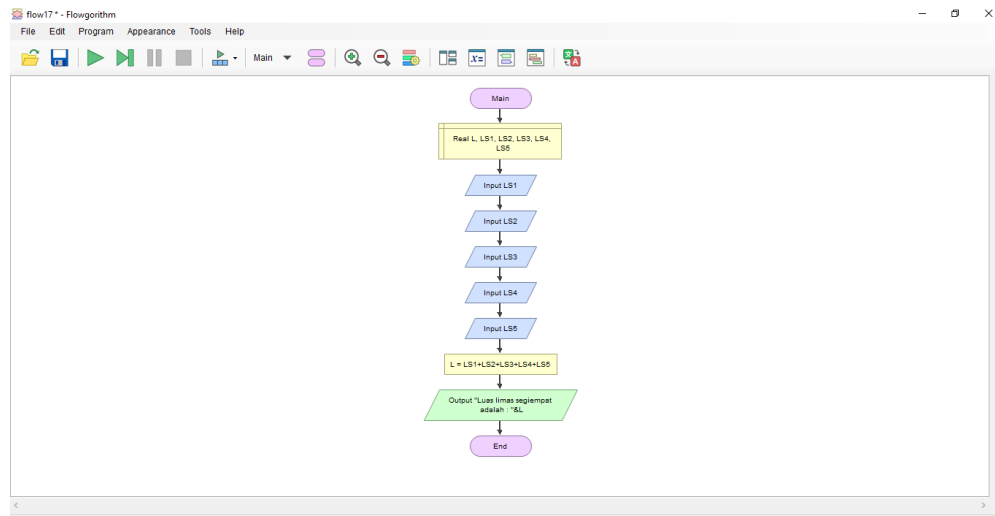 flow17 * - Flowgorithm
File Edit Program Appearance Tools Help
Main
Main
Real L, LS1, LS2, LS3, LS4,
LS5
Input LS1
Input LS2
Input LS3
Input LS4
Input LS5
L = LS1+LS2+LS3+LS4+LS5
Output "Luas limas segiempat
adalah : "&L
End